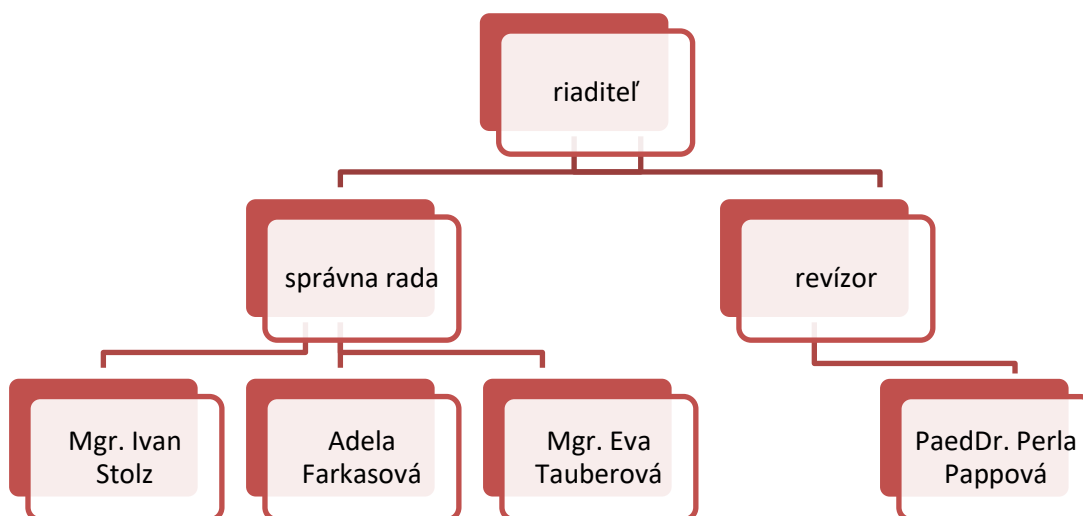 riaditeľ
správna rada
revízor
Mgr. Ivan
Stolz
Adela
Farkasová
Mgr. Eva
Tauberová
PaedDr. Perla
Pappová